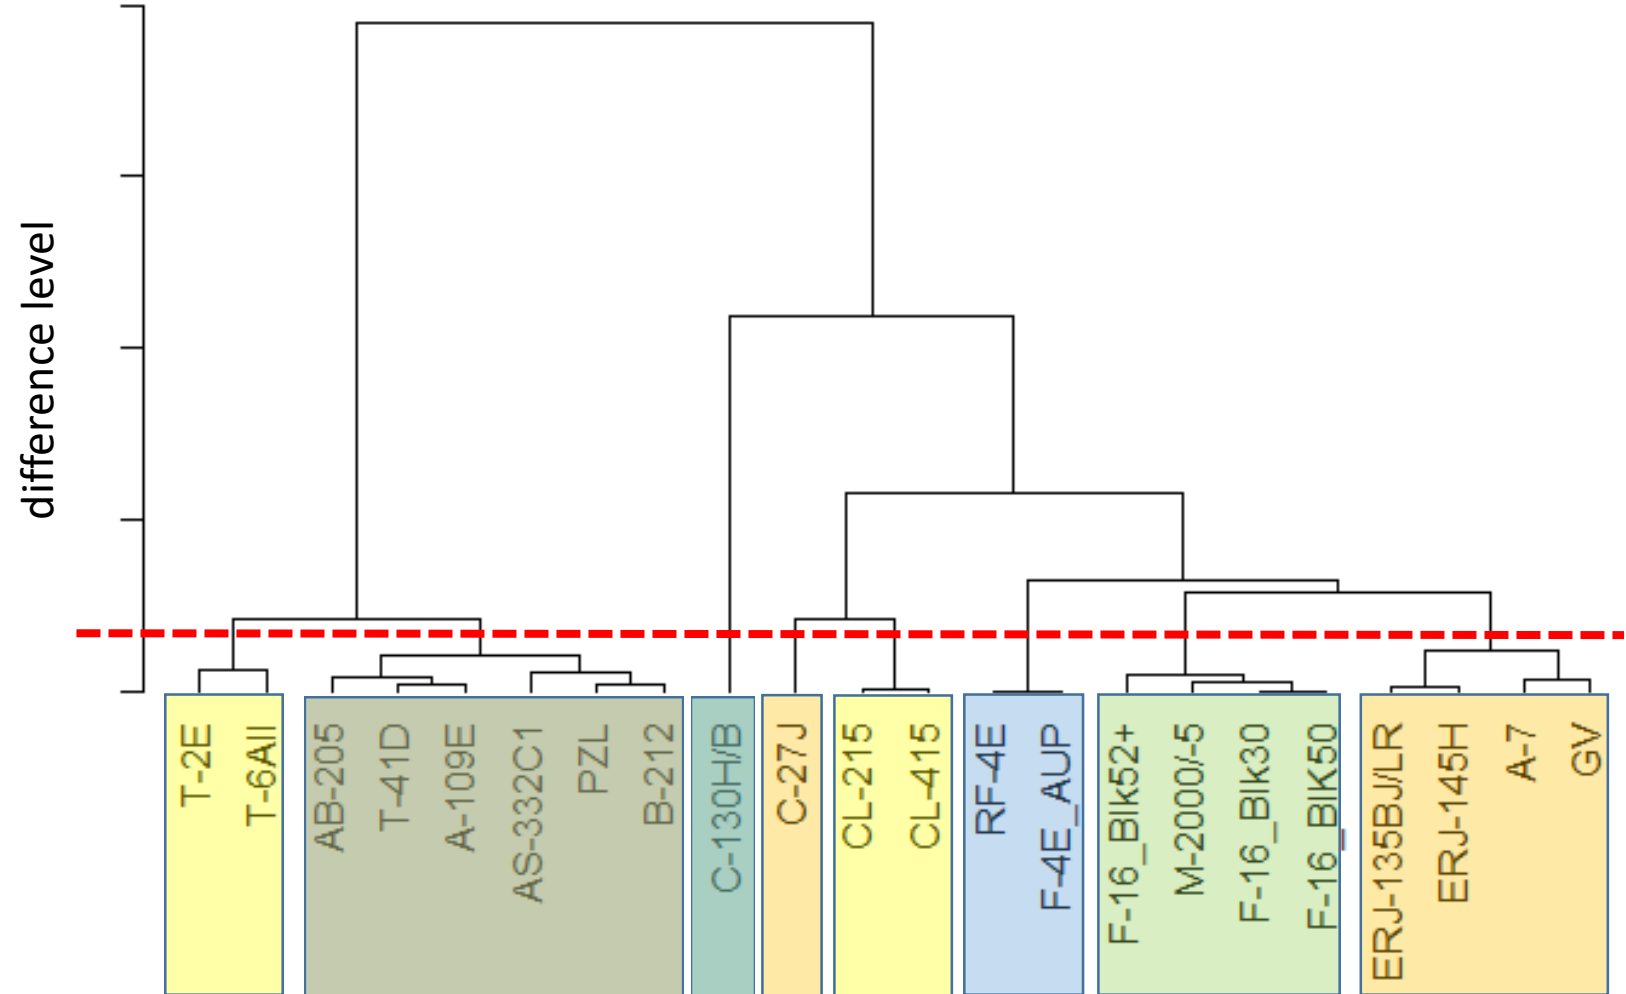 difference level
T-2E
T-6AII
AB-205
T-41D
A-109E
AS-332C1
PZL
B-212
C-130H/B
C-27J
CL-215
CL-415
RF-4E
F-4E_AUP
F-16_Blk52+
M-2000/-5
F-16_Blk30
F-16_BlK50
ERJ-135BJ/LR
ERJ-145H
A-7
GV